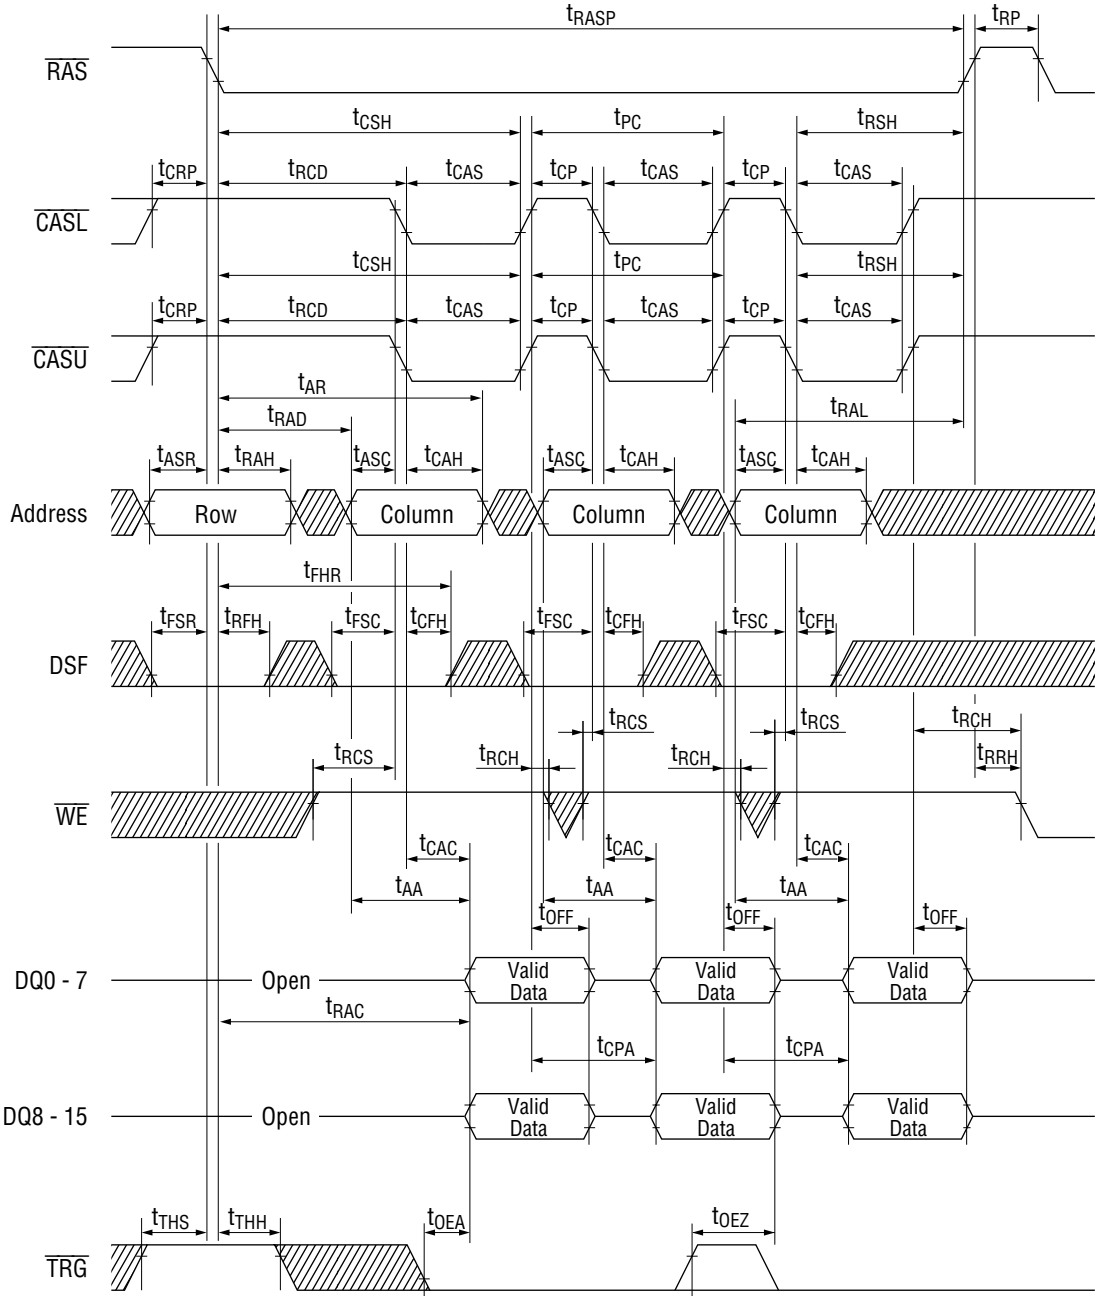 tRASP tRP
RAS
tCSH tPC tRSH
tCRP tRCD tCAS tCP tCAS tCP tCAS
CASL
tCSH tPC tRSH
tCRP tRCD tCAS tCP tCAS tCP tCAS
CASU
tAR
tRAD tRAL
tASR tRAH tASC tCAH tASC tCAH tASC tCAH
Address Row Column Column Column
tFHR
tFSR tRFH tFSC tCFH tFSC tCFH tFSC tCFH
DSF
tRCS tRCS tRCH
tRCS tRCH tRCH tRRH
WE
tCAC tCAC tCAC
tAA tAA tAA
tOFF tOFF tOFF
DQ0 - 7 Open Valid Data Valid Data Valid Data
tRAC
tCPA tCPA
DQ8 - 15 Open Valid Data Valid Data Valid Data
tTHS tTHH tOEA tOEZ
TRG